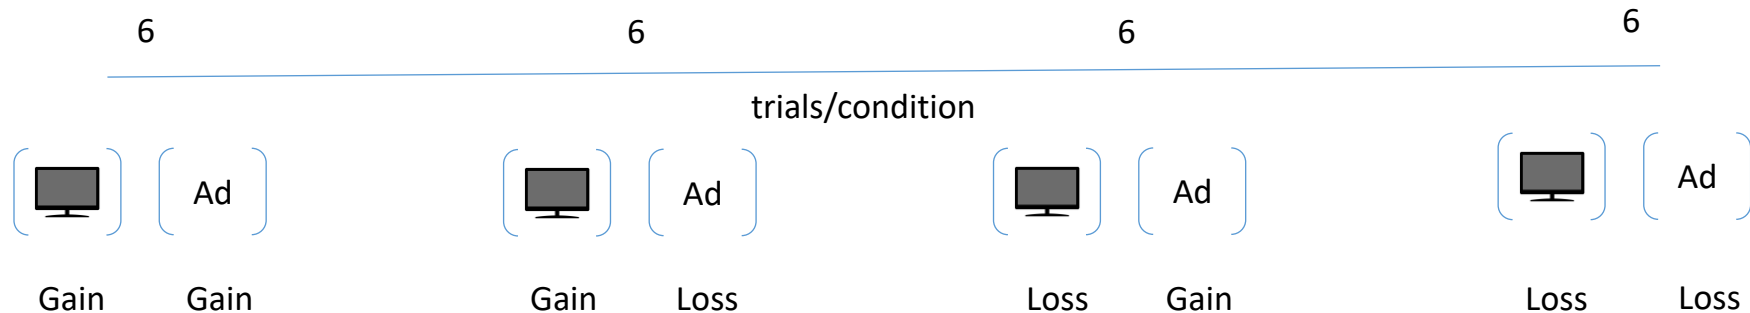 6 6 6 6
trials/condition
Ad Ad Ad Ad
Gain Gain Gain Loss Loss Gain Loss Loss